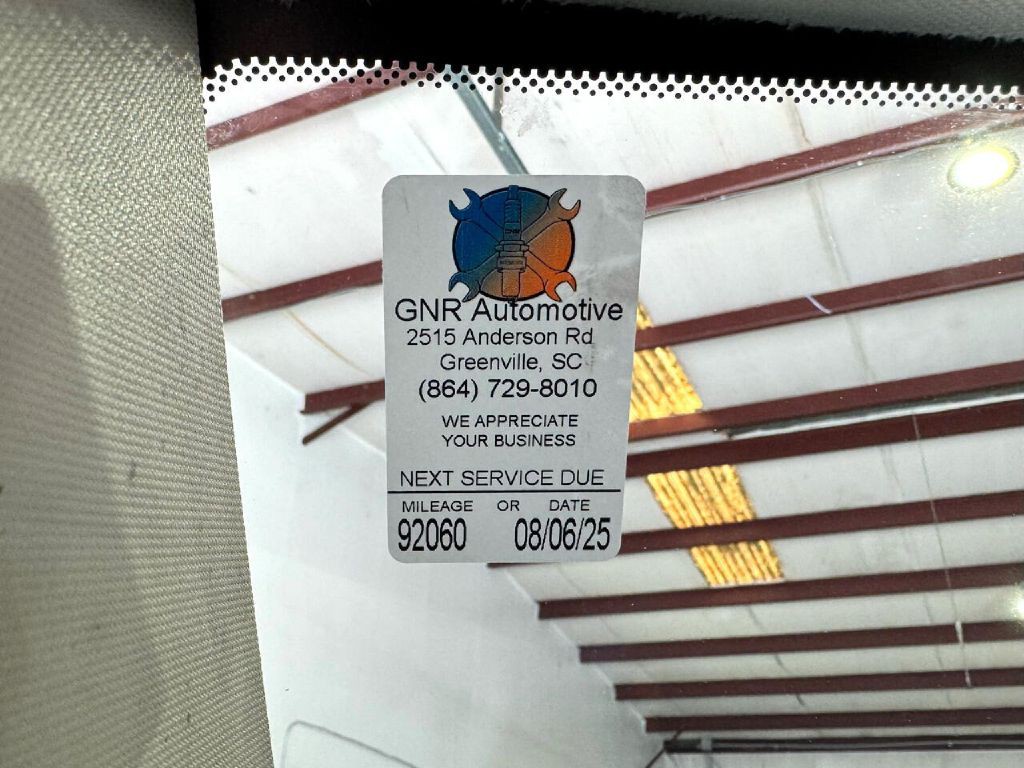 GNR Automotive
2515 Anderson Rd
Greenville, SC
(864) 729-8010
WE APPRECIATE
YOUR BUSINESS
NEXT SERVICE DUE
MILEAGE OR DATE
92060 08/06/25